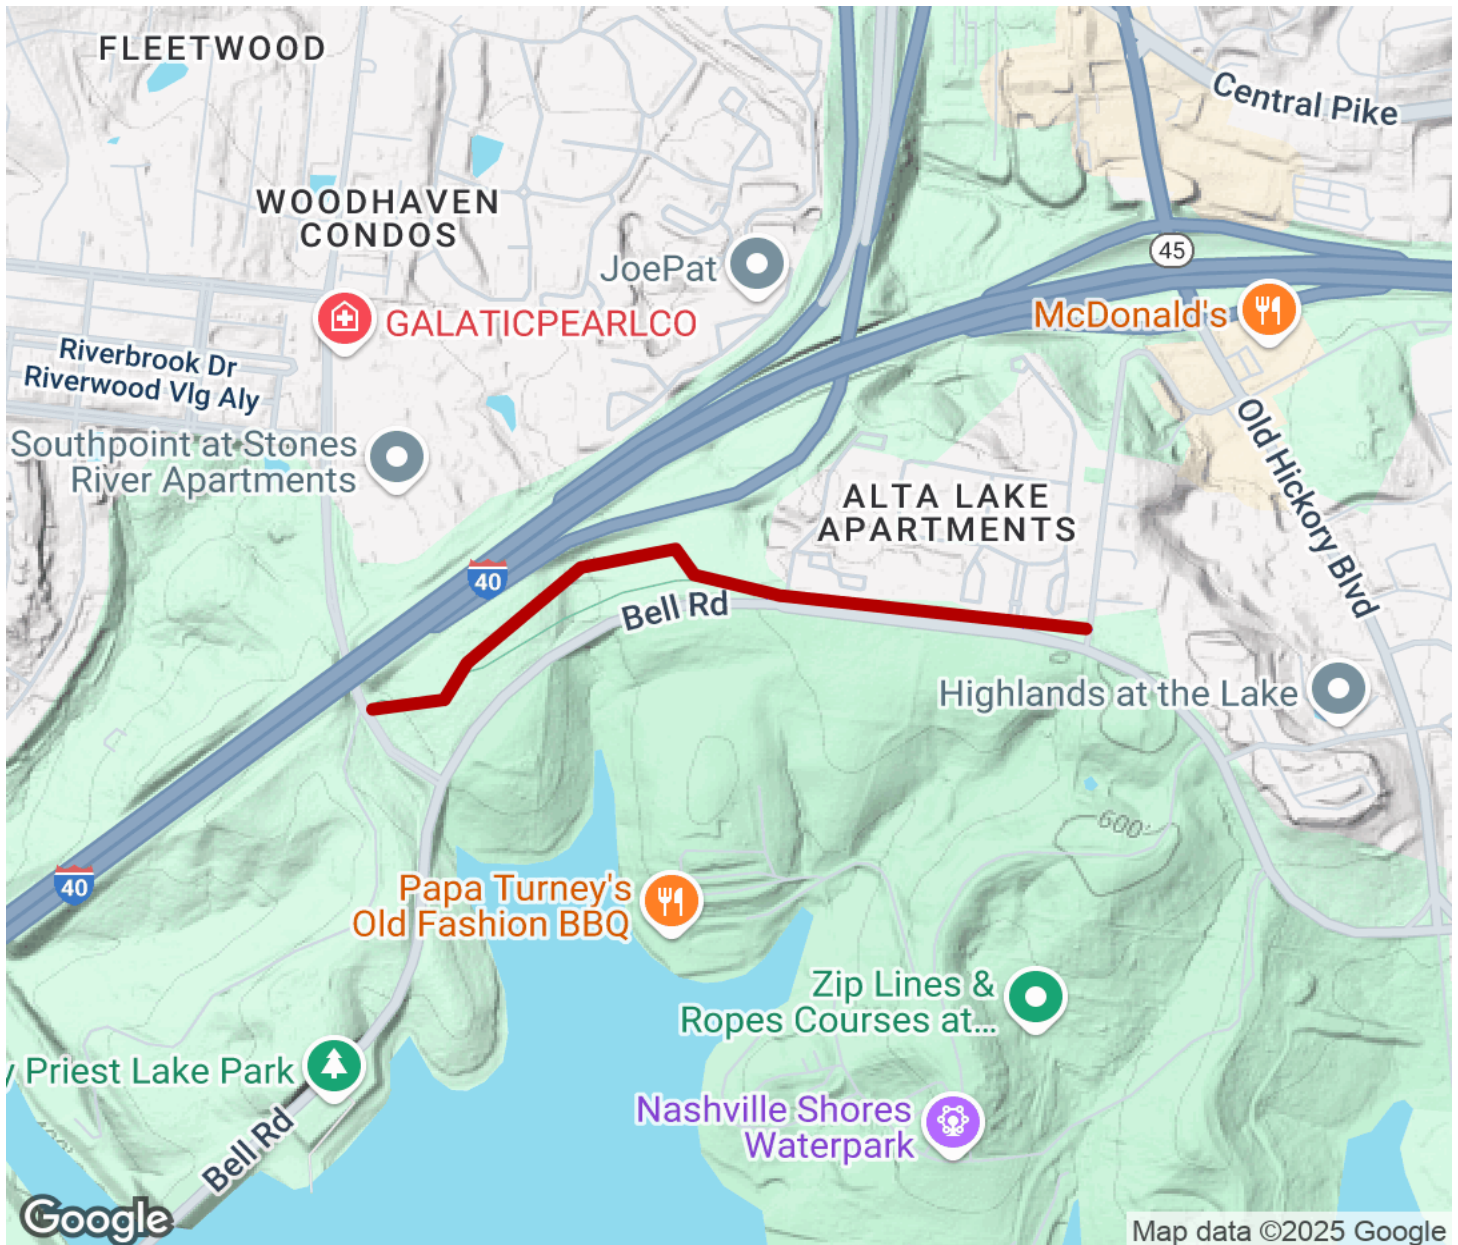 FLEETWOOD
Central Pike
WOODHAVEN
CONDOS
45
JoePat
McDonald's
GALATICPEARLCO
Riverbrook Dr
Riverwood Vlg Aly
Old Hickory Blvd
Southpoint at Stones
River Apartments
ALTA LAKE
APARTMENTS
40
Bell Rd
Highlands at the Lake
600'
40
Papa Turney's
Old Fashion BBQ
Zip Lines &
Ropes Courses at...
y Priest Lake Park
Nashville Shores
Waterpark
Bell Rd
Google
Map data ©2025 Google